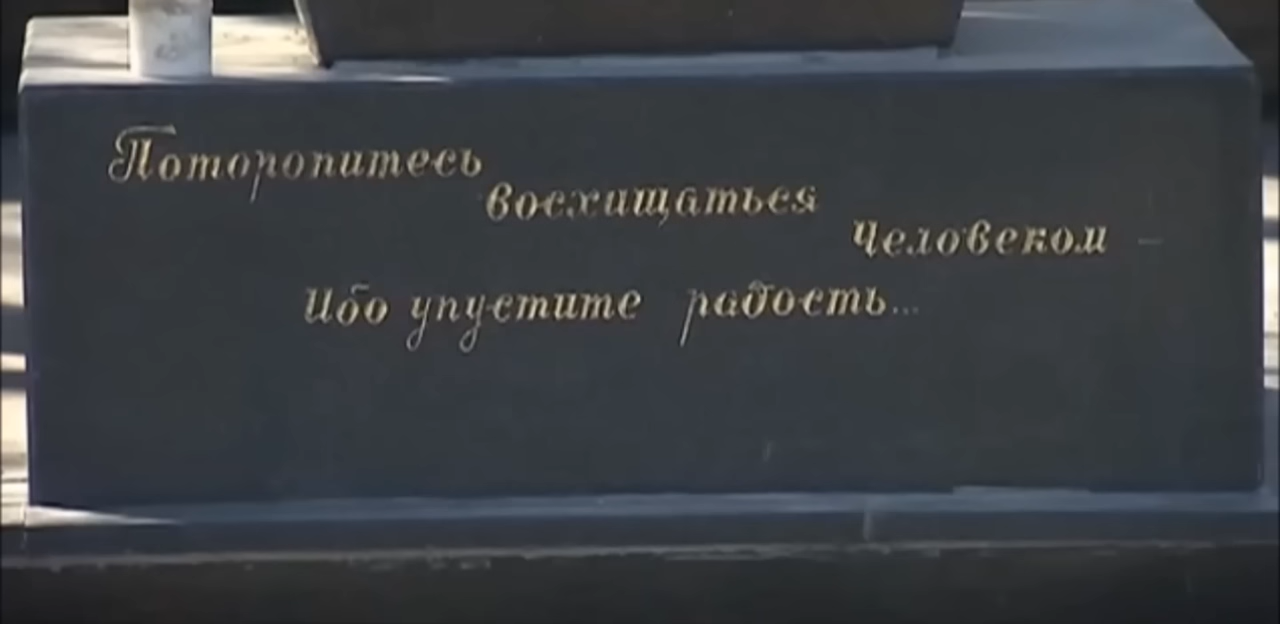 Поторопитесь
восхищаться
Человеком –
Ибо упустите радость...